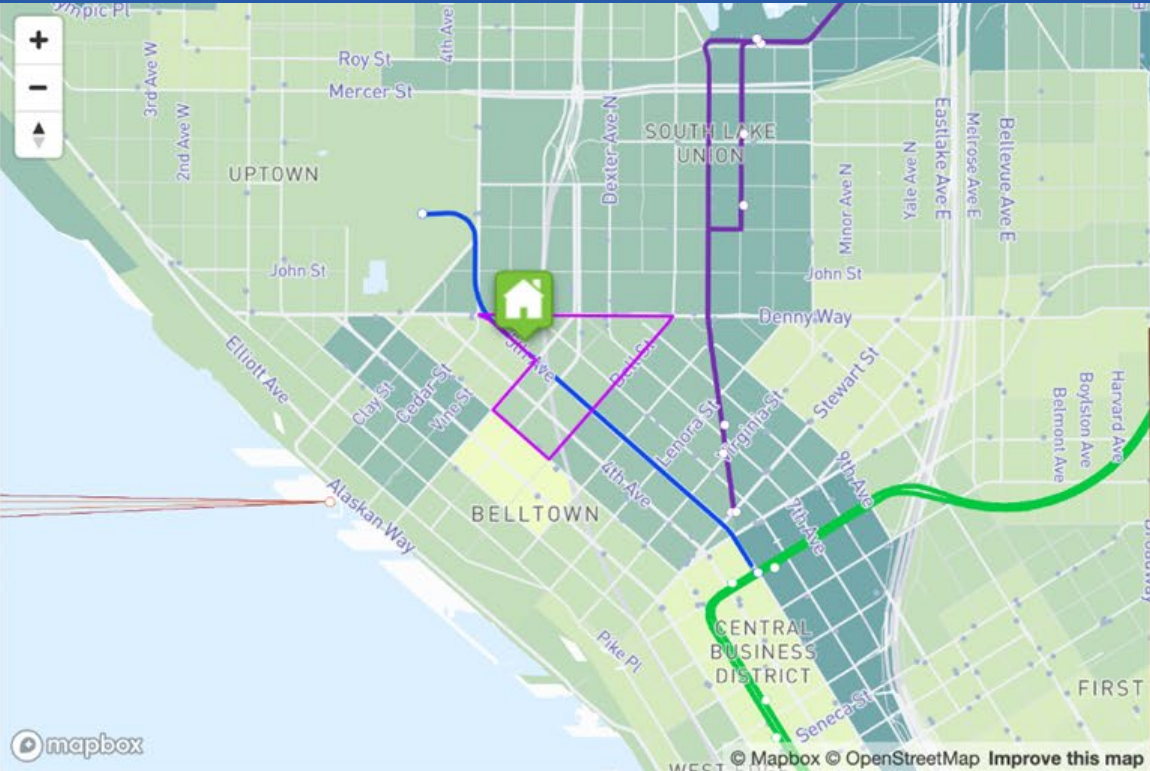 ympic Pl
4th Ave
3rd Ave W
Roy St
Mercer St
2nd Ave W
Dexter Ave N
SOUTH LAKE
UNION
Eastlake Ave E
Melrose Ave E
Bellevue Ave E
Yale Ave N
Minor Ave N
UPTOWN
John St
John St
Denny Way
5th Ave
Bell St
Elliott Ave
Clay St
Cedar St
Vine St
Stewart St
Harvard Ave
Boylston Ave
Belmont Ave
Lenora St
Virginia St
9th Ave
4th Ave
7th Ave
Alaskan Way
BELLTOWN
CENTRAL
BUSINESS
DISTRICT
Pike Pl
Seneca St
FIRST
mapbox
© Mapbox © OpenStreetMap Improve this map